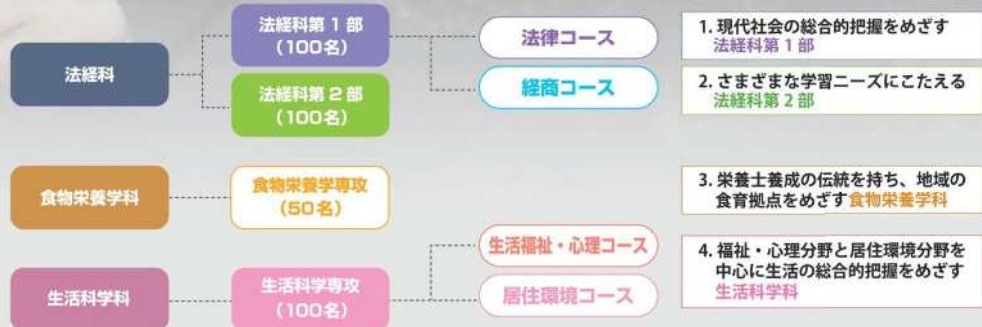 法経科
法経科第1部
(100名)
法経科第2部
(100名)
法律コース
経商コース
1. 現代社会の総合的把握をめざす
法経科第1部
2. さまざまな学習ニーズにこたえる
法経科第2部
食物栄養学科
食物栄養学専攻
(50名)
3. 栄養士養成の伝統を持ち、地域の
食育拠点をめざす食物栄養学科
生活科学科
生活科学専攻
(100名)
生活福祉・心理コース
居住環境コース
4. 福祉・心理分野と居住環境分野を
中心に生活の総合的把握をめざす
生活科学科